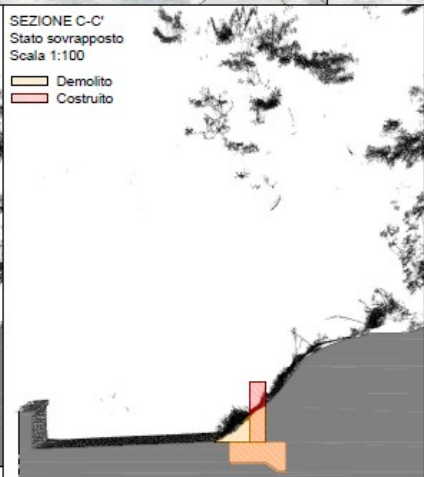 SEZIONE C-C'
Stato sovrapposto
Scala 1:100
Demolito
Costruito